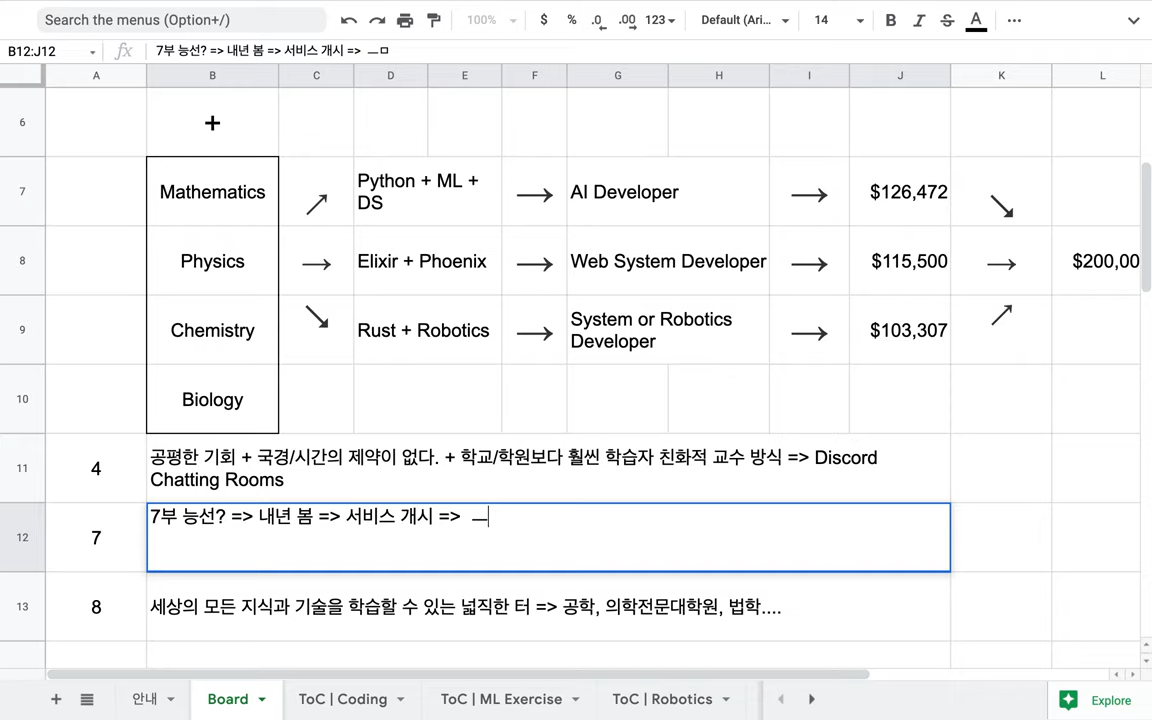 Search the menus (Option+/)
100%
$ % .0 .00 123
Default (Ari...
14
B I S A
B12:J12
fx
7부 능선? => 내년 봄 => 서비스 개시 => ㅡㅁ
A B C D E F G H I J K L
6 +
7 Mathematics ↗ Python + ML + → AI Developer → $126,472 ↘
DS
8 Physics → Elixir + Phoenix → Web System Developer → $115,500 → $200,00
9 Chemistry ↘ Rust + Robotics → System or Robotics → $103,307 ↗
Developer
10 Biology
11 4 공평한 기회 + 국경/시간의 제약이 없다. + 학교/학원보다 훨씬 학습자 친화적 교수 방식 => Discord
Chatting Rooms
12 7 7부 능선? => 내년 봄 => 서비스 개시 => ㅡ
13 8 세상의 모든 지식과 기술을 학습할 수 있는 넓직한 터 => 공학, 의학전문대학원, 법학....
+ 안내 Board ToC | Coding ToC | ML Exercise ToC | Robotics Explore